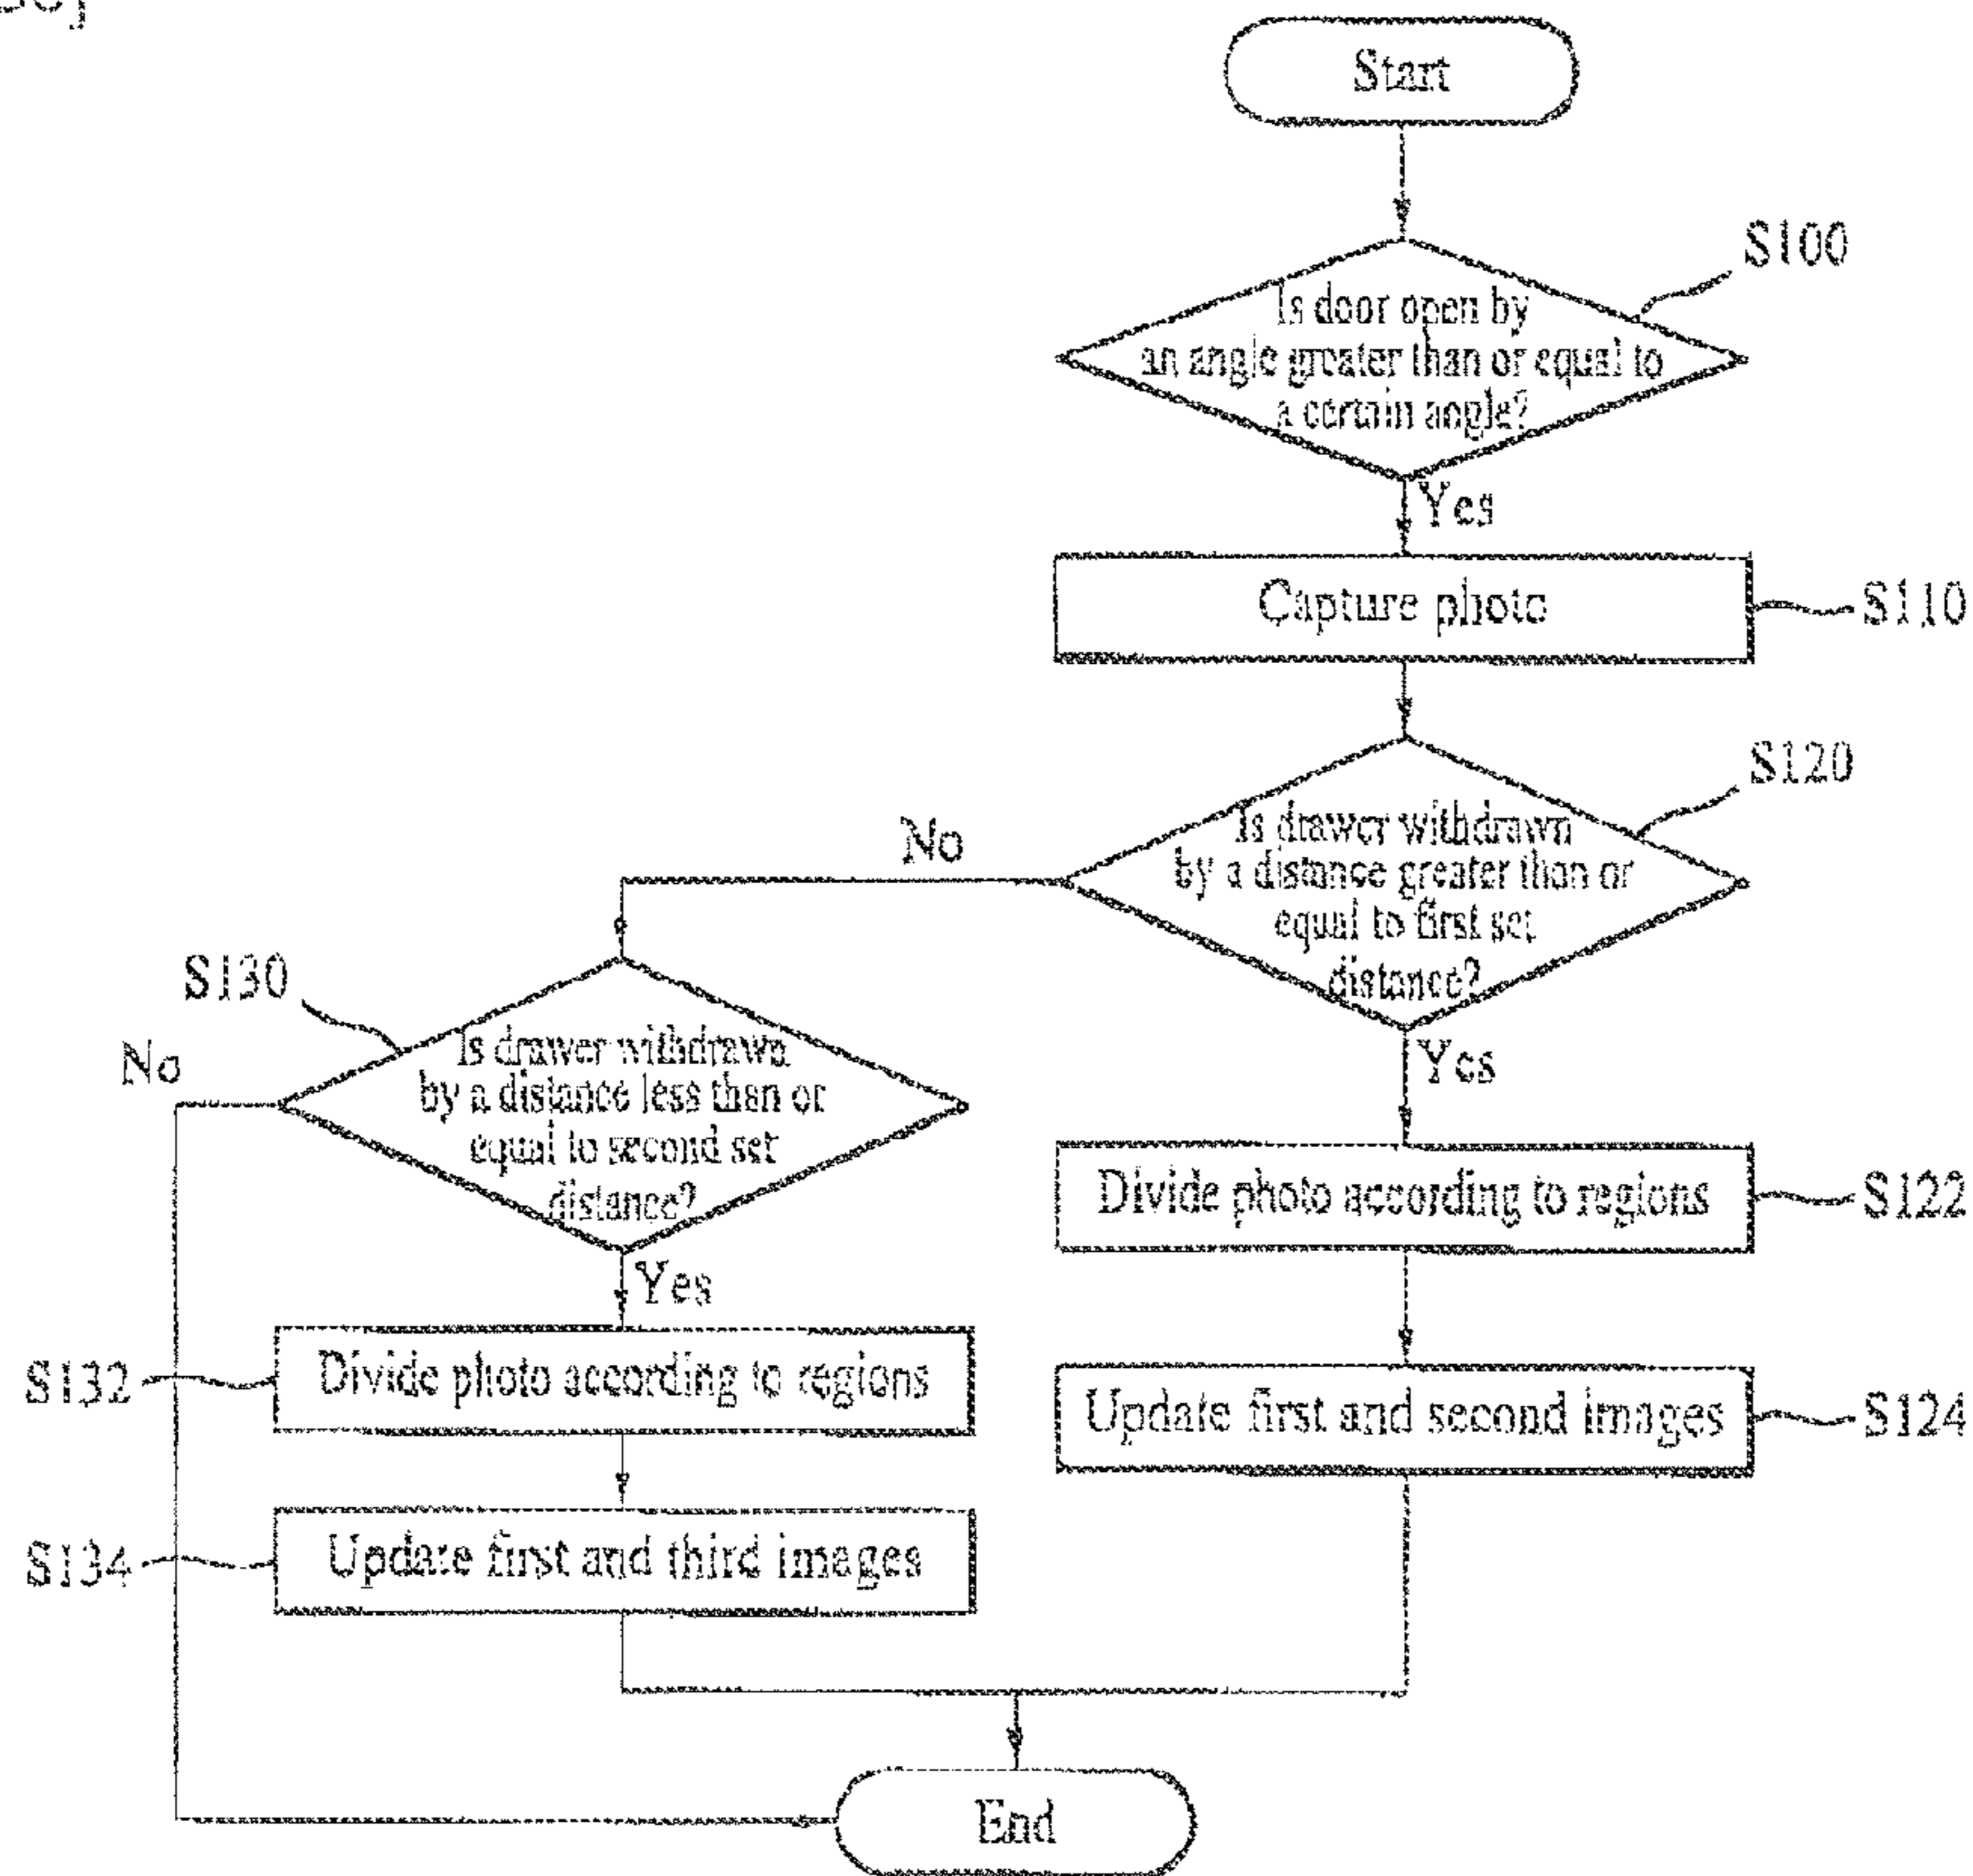 Start
S100
Is door open by
an angle greater than or equal to
a certain angle?
Yes
Capture photo
S110
S120
Is drawer withdrawn
by a distance greater than or
equal to first set
distance?
No
Yes
S130
Is drawer withdrawn
by a distance less than or
equal to second set
distance?
No
Yes
Divide photo according to regions
S122
S132
Divide photo according to regions
Update first and second images
S124
S134
Update first and third images
End